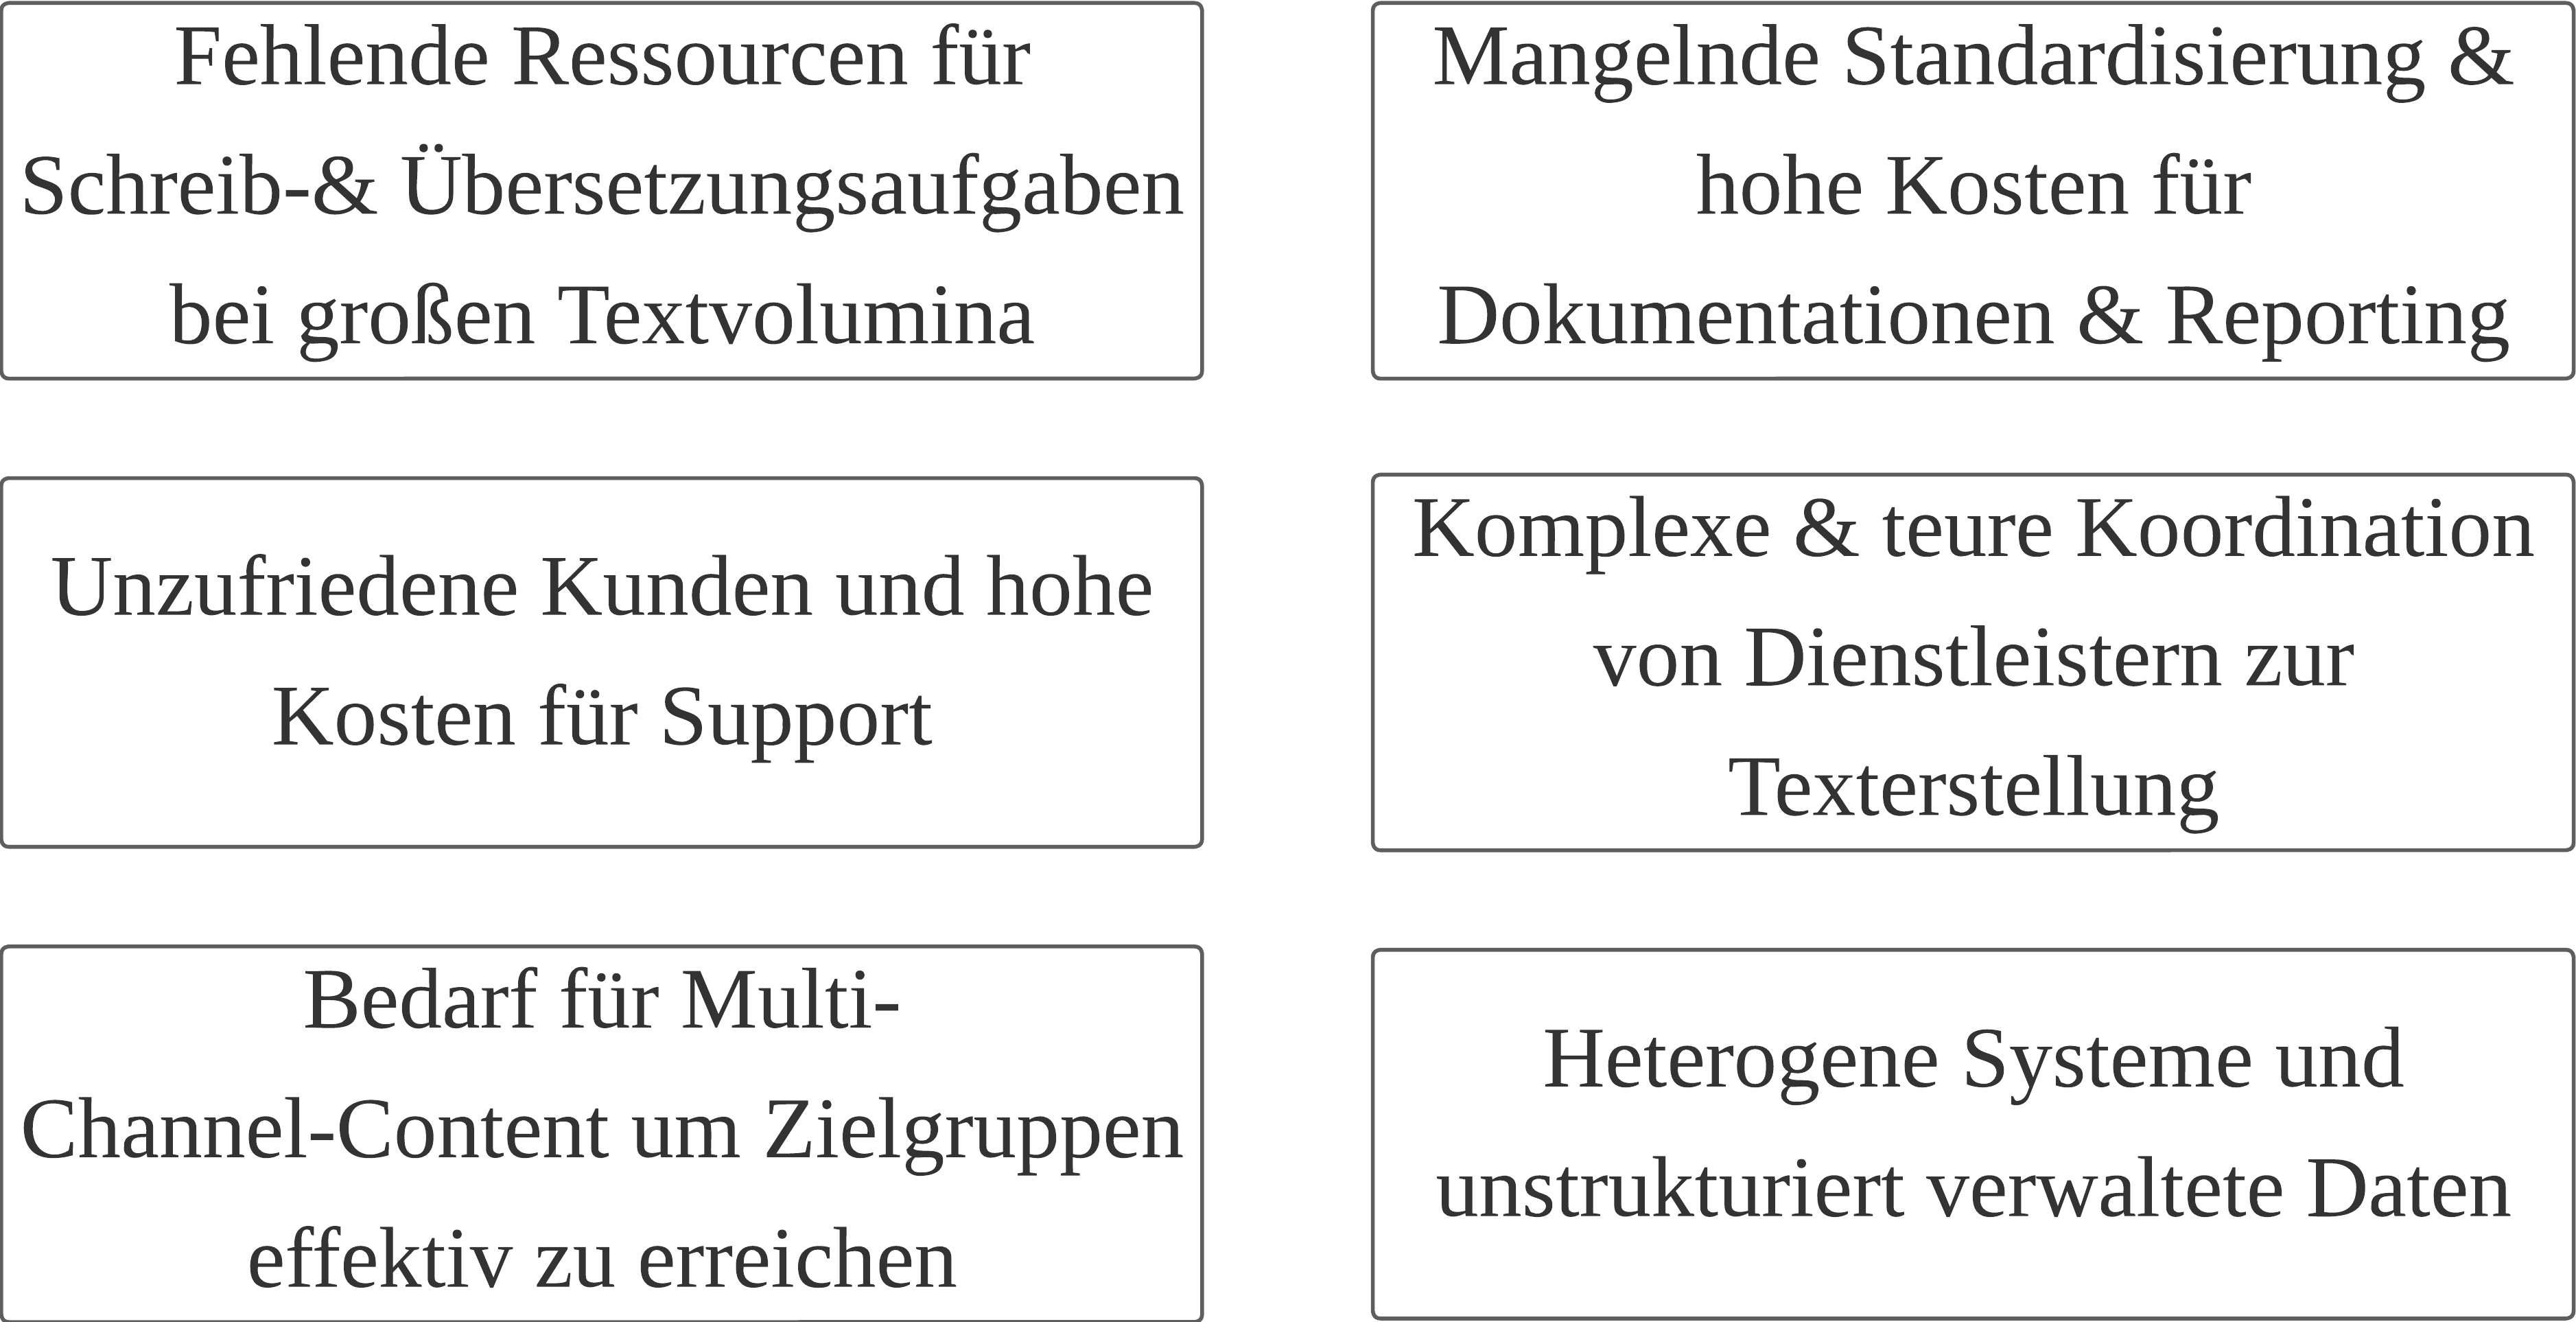 Fehlende Ressourcen für
Schreib-& Übersetzungsaufgaben
bei großen Textvolumina
Mangelnde Standardisierung &
hohe Kosten für
Dokumentationen & Reporting
Unzufriedene Kunden und hohe
Kosten für Support
Komplexe & teure Koordination
von Dienstleistern zur
Texterstellung
Bedarf für Multi-
Channel-Content um Zielgruppen
effektiv zu erreichen
Heterogene Systeme und
unstrukturiert verwaltete Daten